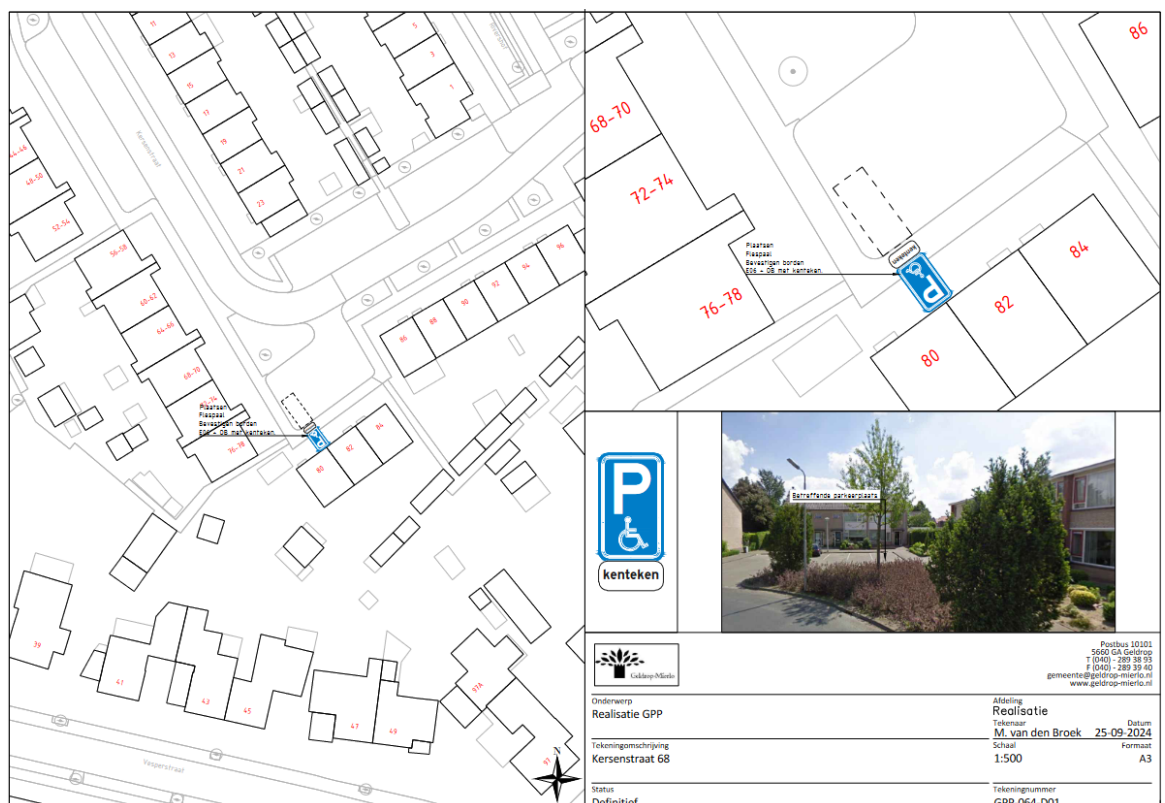 11
13
15
17
19
21
23
5
3
1
Kersenstraat
44-46
48-50
52-54
56-58
60-62
64-66
68-70
72-74
76-78
Plaatsen
Flespaal
Bevestigen borden
E06 + OB met kenteken.
P
80
82
84
86
88
90
92
94
96
39
41
43
45
47
49
97A
97
Vesperstraat
N
68-70
72-74
76-78
Plaatsen
Flespaal
Bevestigen borden
E06 + OB met kenteken.
kenteken
P
80
82
84
86
P
kenteken
Betreffende parkeerplaats
Geldrop-Mierlo
Postbus 10101
5660 GA Geldrop
T (040) - 289 38 93
F (040) - 289 39 40
gemeente@geldrop-mierlo.nl
www.geldrop-mierlo.nl
Onderwerp
Realisatie GPP
Afdeling
Realisatie
Tekenaar Datum
M. van den Broek 25-09-2024
Tekeningomschrijving
Kersenstraat 68
Schaal Formaat
1:500 A3
Status
Definitief
Tekeningnummer
GPP-064-D01